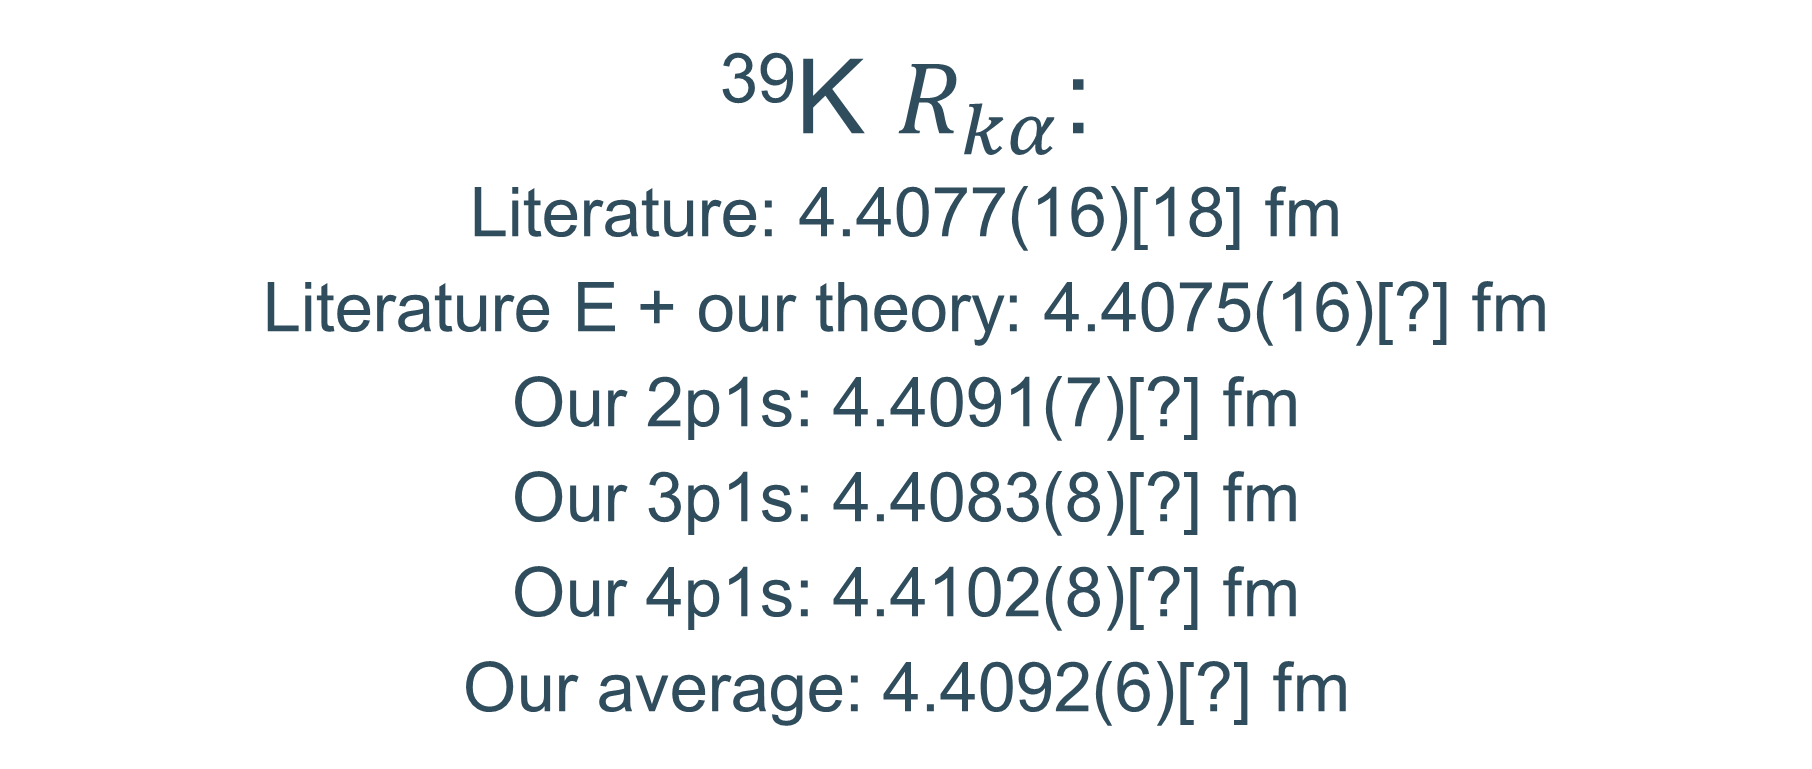 ³⁹K R_{kα}:
Literature: 4.4077(16)[18] fm
Literature E + our theory: 4.4075(16)[?] fm
Our 2p1s: 4.4091(7)[?] fm
Our 3p1s: 4.4083(8)[?] fm
Our 4p1s: 4.4102(8)[?] fm
Our average: 4.4092(6)[?] fm